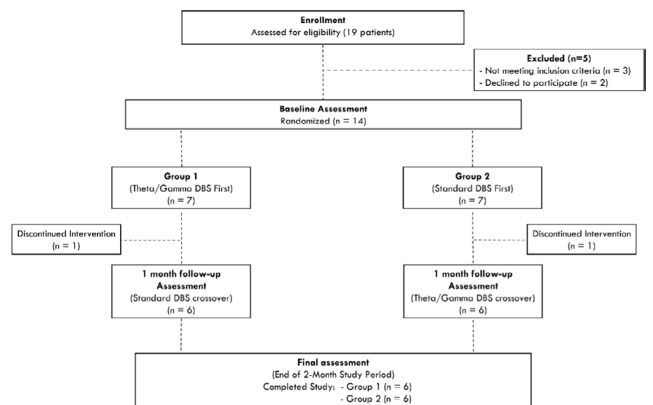 Enrollment
Assessed for eligibility (19 patients)
Excluded (n=5)
- Not meeting inclusion criteria (n = 3)
- Declined to participate (n = 2)
Baseline Assessment
Randomized (n = 14)
Group 1
(Theta/Gamma DBS First)
(n = 7)
Group 2
(Standard DBS First)
(n = 7)
Discontinued Intervention
(n = 1)
Discontinued Intervention
(n = 1)
1 month follow-up
Assessment
(Standard DBS crossover)
(n = 6)
1 month follow-up
Assessment
(Theta/Gamma DBS crossover)
(n = 6)
Final assessment
(End of 2-Month Study Period)
Completed Study: - Group 1 (n = 6)
- Group 2 (n = 6)